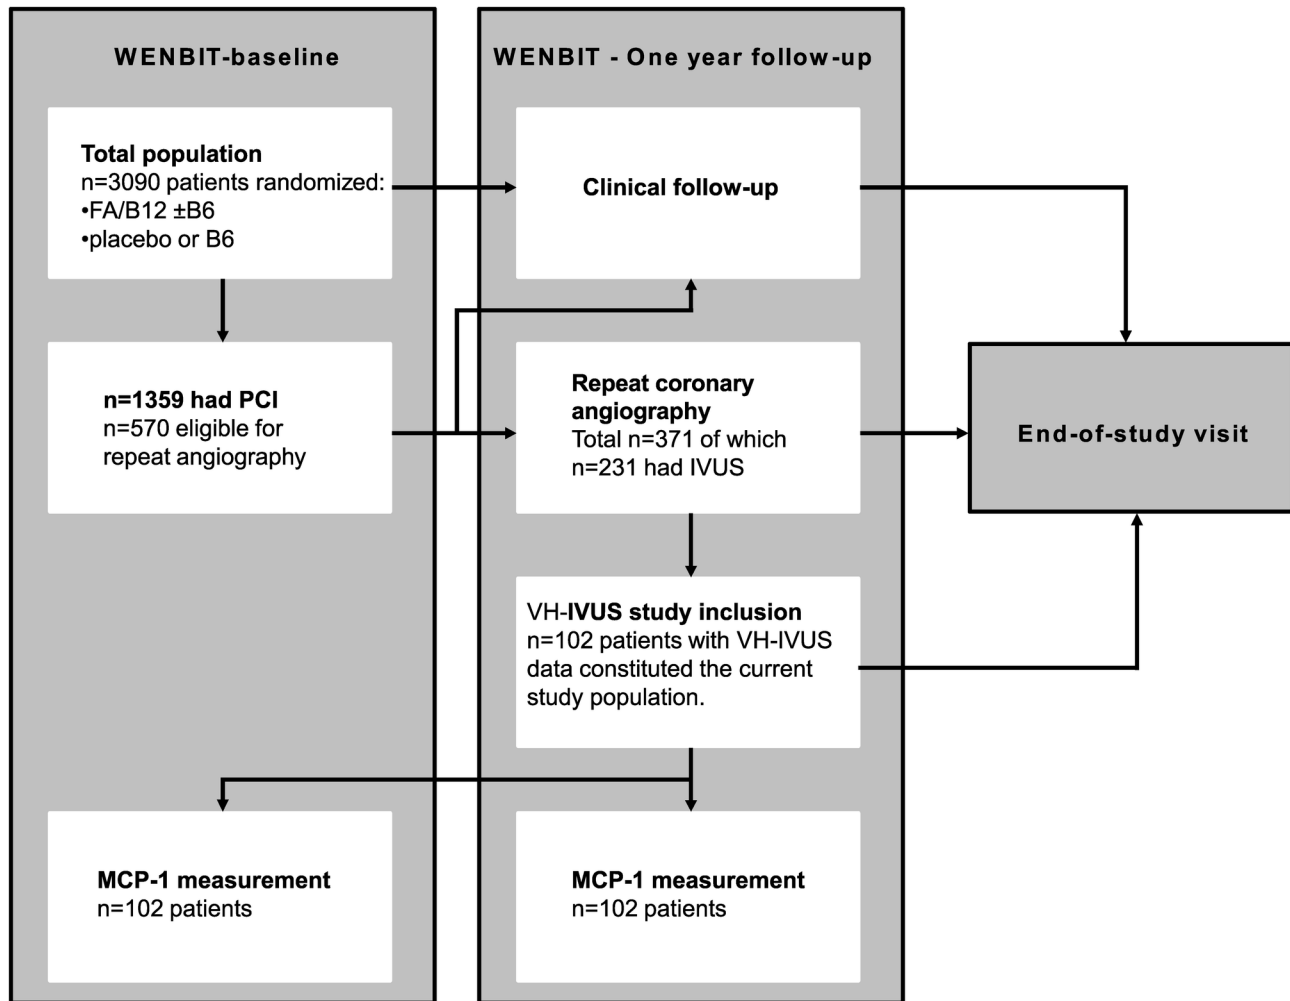 WENBIT-baseline
Total population
n=3090 patients randomized:
•FA/B12 ±B6
•placebo or B6
n=1359 had PCI
n=570 eligible for
repeat angiography
MCP-1 measurement
n=102 patients
WENBIT - One year follow-up
Clinical follow-up
Repeat coronary
angiography
Total n=371 of which
n=231 had IVUS
VH-IVUS study inclusion
n=102 patients with VH-IVUS
data constituted the current
study population.
MCP-1 measurement
n=102 patients
End-of-study visit